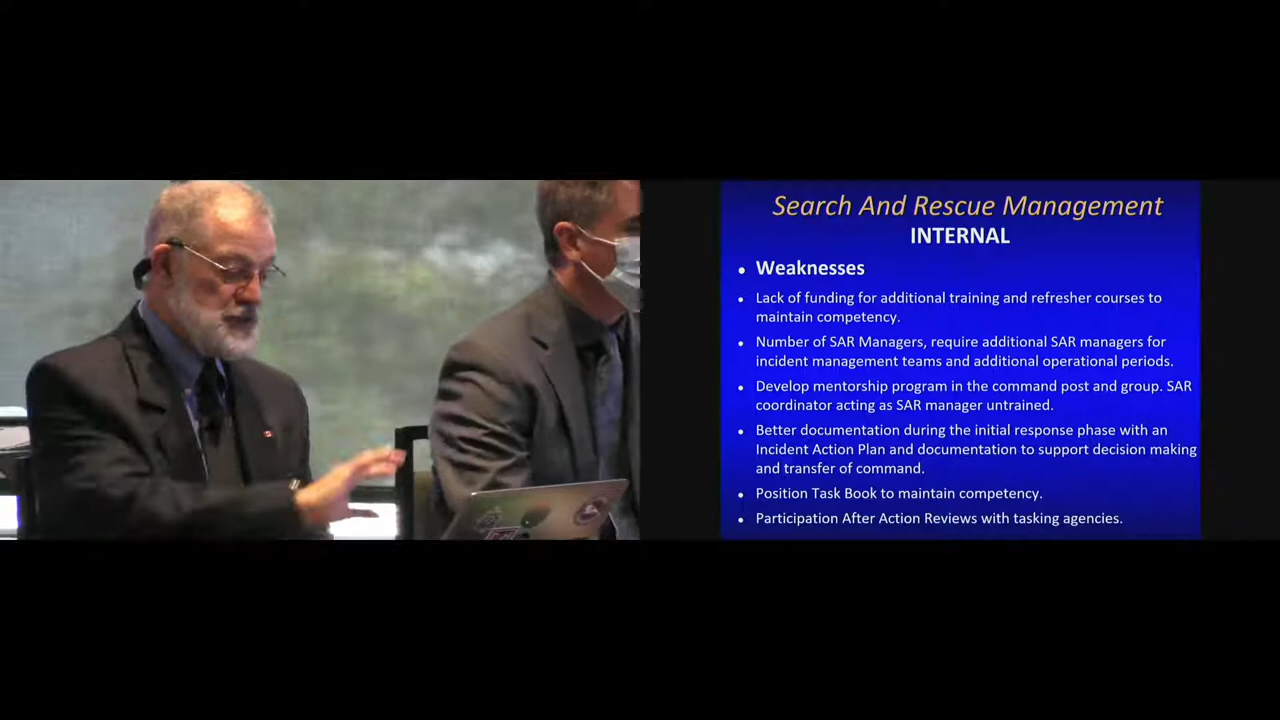 Search And Rescue Management
INTERNAL
• Weaknesses
• Lack of funding for additional training and refresher courses to
maintain competency.
• Number of SAR Managers, require additional SAR managers for
incident management teams and additional operational periods.
• Develop mentorship program in the command post and group. SAR
coordinator acting as SAR manager untrained.
• Better documentation during the initial response phase with an
Incident Action Plan and documentation to support decision making
and transfer of command.
• Position Task Book to maintain competency.
• Participation After Action Reviews with tasking agencies.